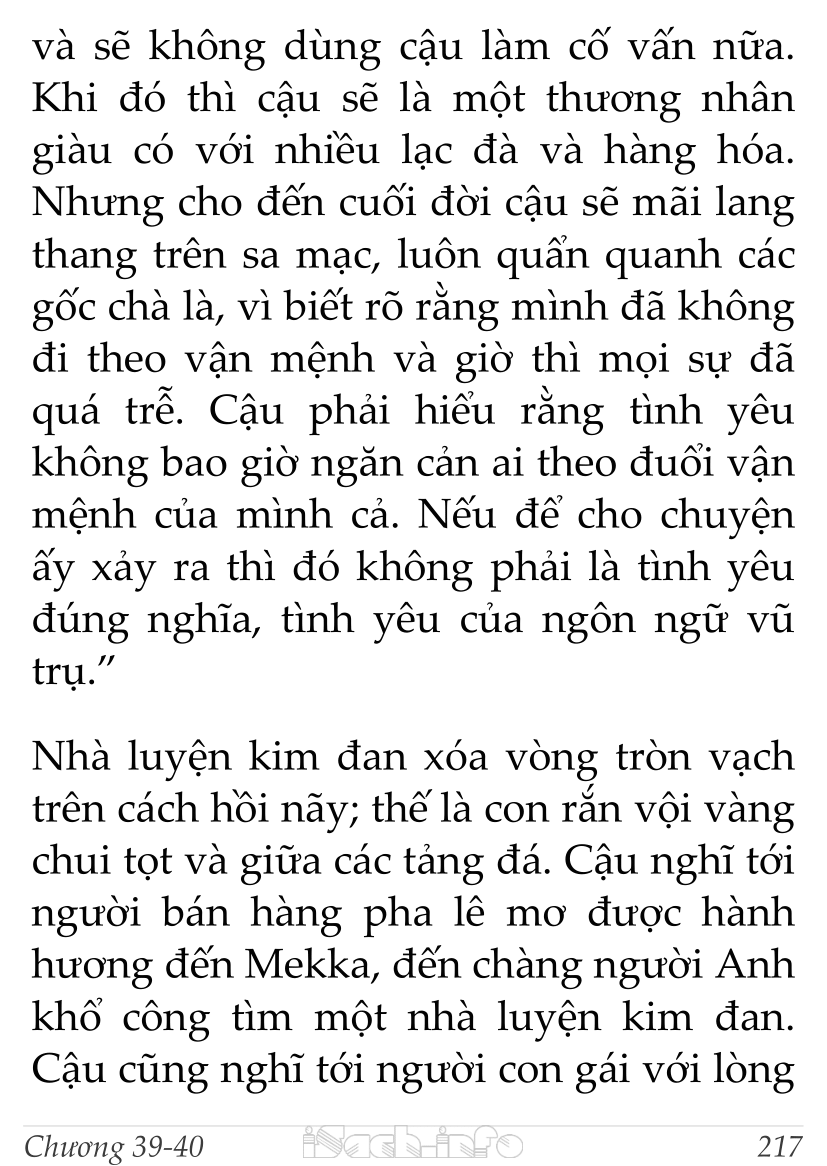 và sẽ không dùng cậu làm cố vấn nữa.
Khi đó thì cậu sẽ là một thương nhân
giàu có với nhiều lạc đà và hàng hóa.
Nhưng cho đến cuối đời cậu sẽ mãi lang
thang trên sa mạc, luôn quẩn quanh các
gốc chà là, vì biết rõ rằng mình đã không
đi theo vận mệnh và giờ thì mọi sự đã
quá trễ. Cậu phải hiểu rằng tình yêu
không bao giờ ngăn cản ai theo đuổi vận
mệnh của mình cả. Nếu để cho chuyện
ấy xảy ra thì đó không phải là tình yêu
đúng nghĩa, tình yêu của ngôn ngữ vũ
trụ.”
Nhà luyện kim đan xóa vòng tròn vạch
trên cách hồi nãy; thế là con rắn vội vàng
chui tọt và giữa các tảng đá. Cậu nghĩ tới
người bán hàng pha lê mơ được hành
hương đến Mekka, đến chàng người Anh
khổ công tìm một nhà luyện kim đan.
Cậu cũng nghĩ tới người con gái với lòng
Chương 39-40 iSach.info 217